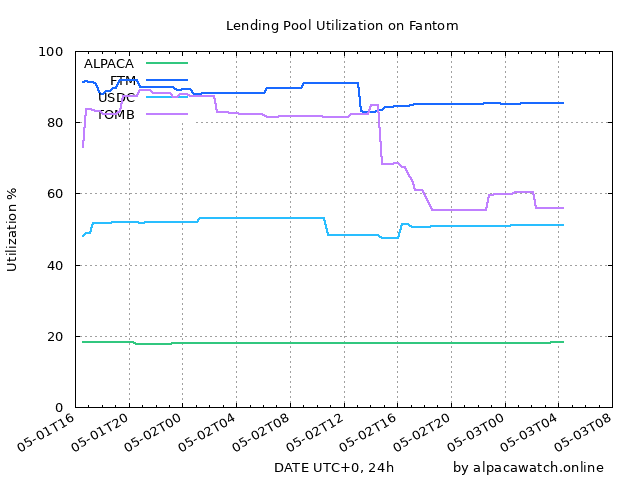 Lending Pool Utilization on Fantom
100
80
60
40
20
0
Utilization %
ALPACA
FTM
USDC
TOMB
05-01T16
05-01T20
05-02T00
05-02T04
05-02T08
05-02T12
05-02T16
05-02T20
05-03T00
05-03T04
05-03T08
DATE UTC+0, 24h
by alpacawatch.online